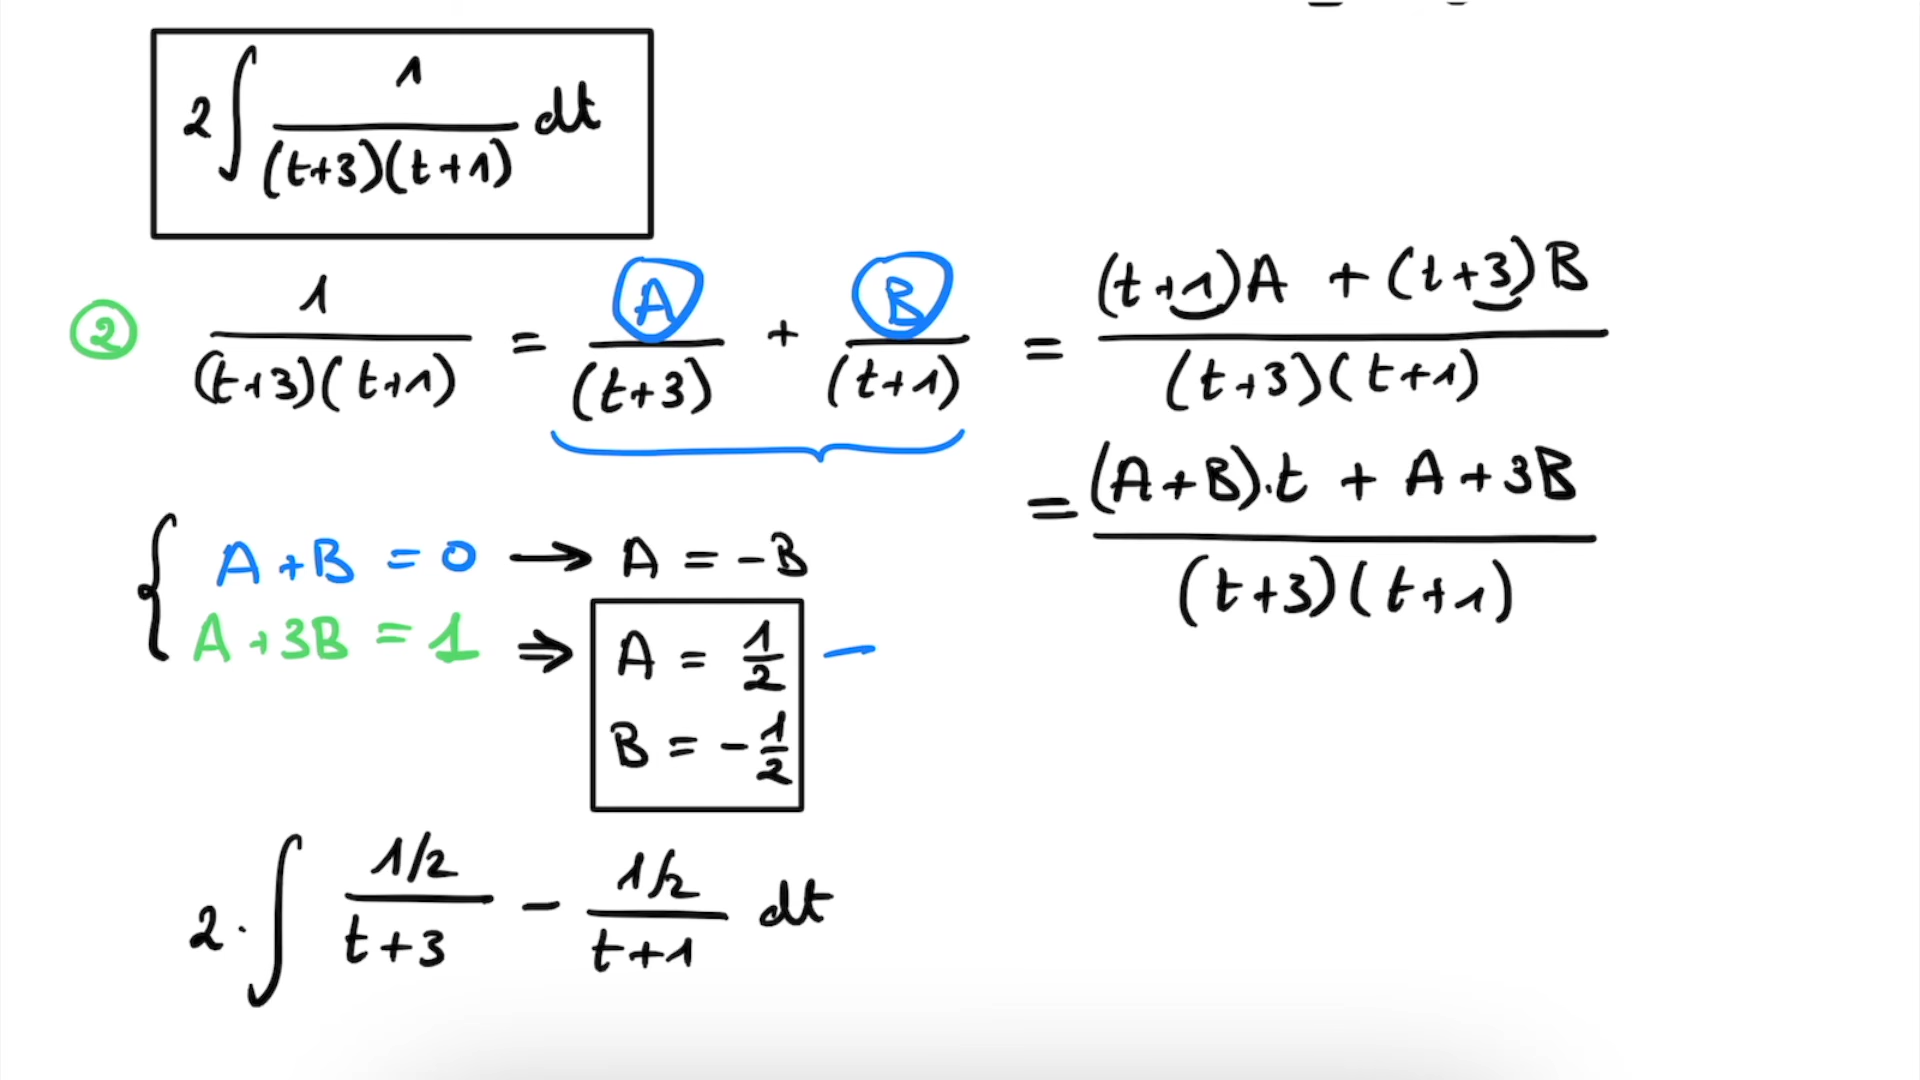 2∫ 1/((t+3)(t+1)) dt
② 1/((t+3)(t+1)) = A/(t+3) + B/(t+1) = ((t+1)A + (t+3)B)/((t+3)(t+1))
= ((A+B)·t + A+3B)/((t+3)(t+1))
{ A+B = 0 → A = -B
A+3B = 1 ⇒ A = 1/2 -
B = -1/2
2·∫ (1/2)/(t+3) - (1/2)/(t+1) dt